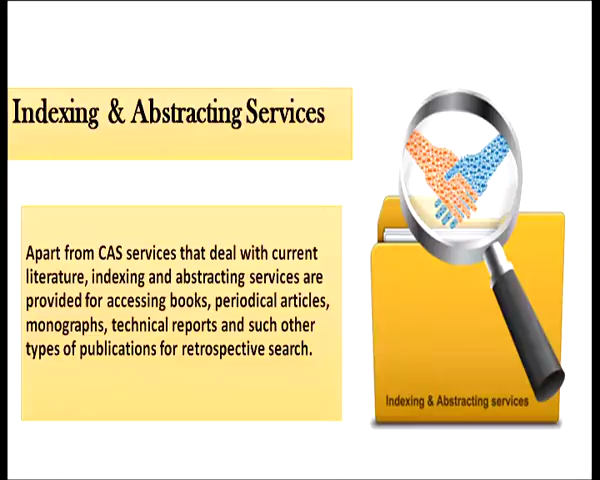 Indexing & Abstracting Services
Apart from CAS services that deal with current
literature, indexing and abstracting services are
provided for accessing books, periodical articles,
monographs, technical reports and such other
types of publications for retrospective search.
Indexing & Abstracting services